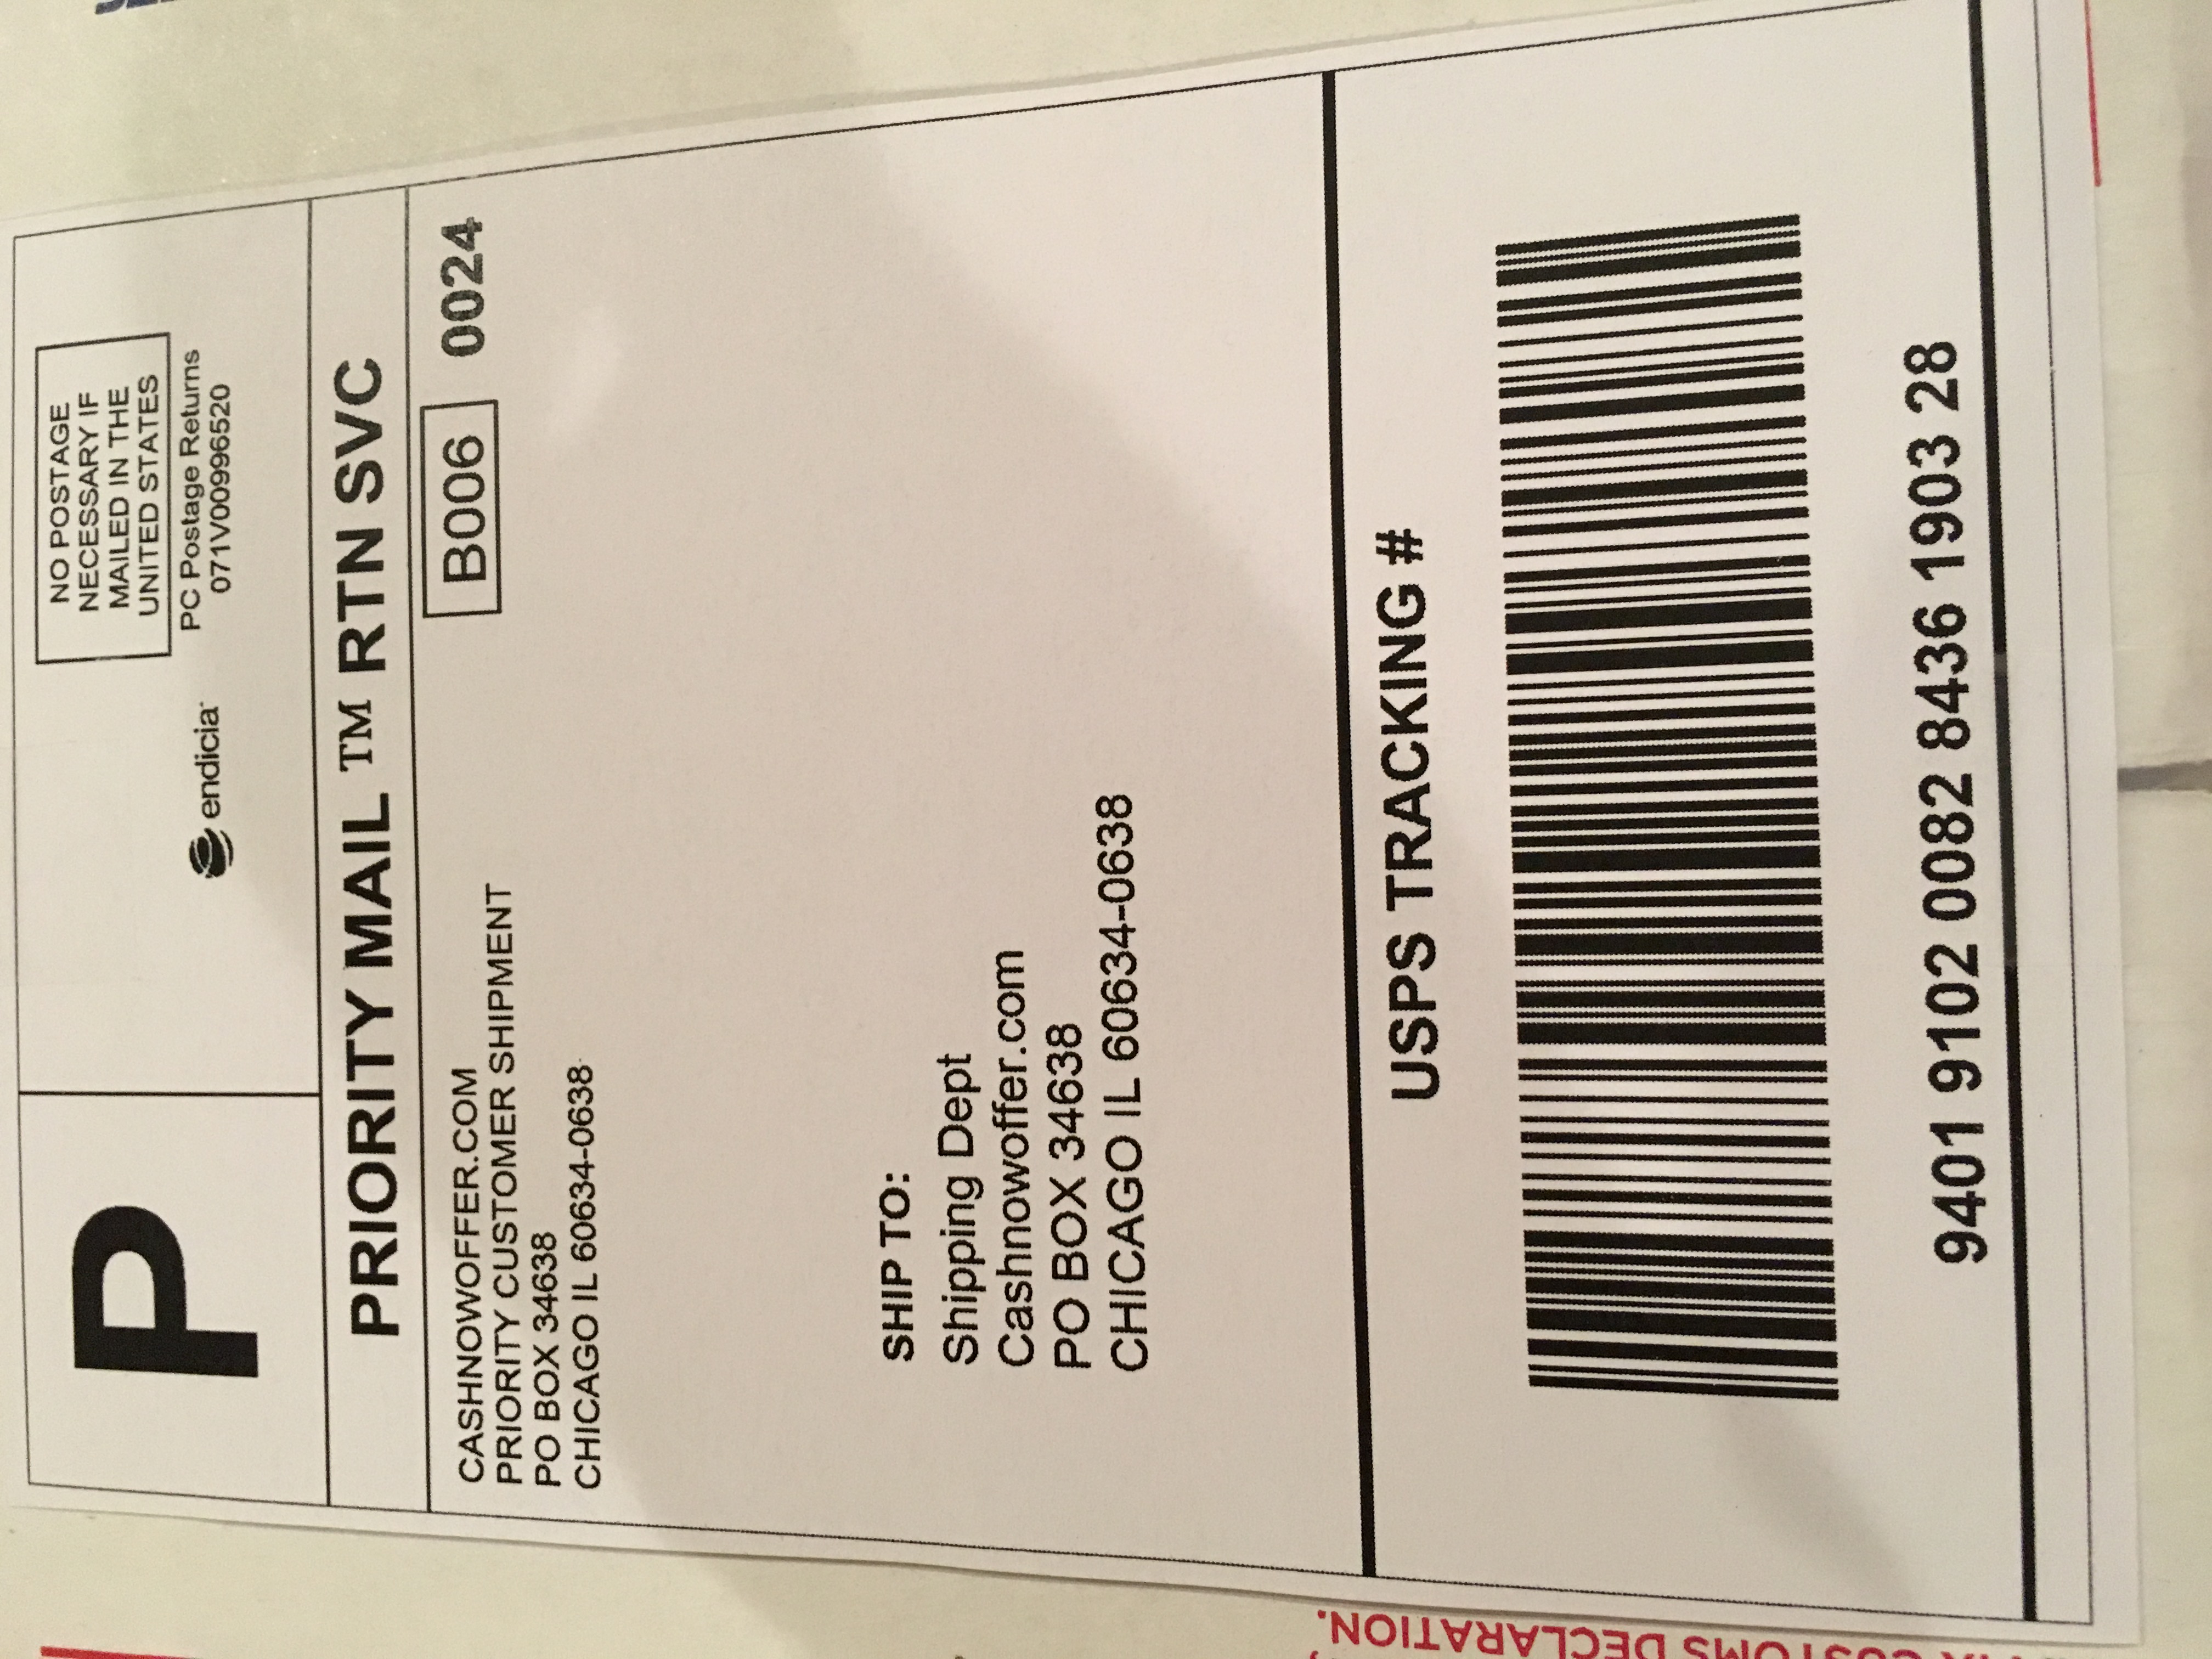 P
NO POSTAGE
NECESSARY IF
MAILED IN THE
UNITED STATES
endicia
PC Postage Returns
071V00996520
PRIORITY MAIL ™ RTN SVC
CASHNOWOFFER.COM
PRIORITY CUSTOMER SHIPMENT
PO BOX 34638
CHICAGO IL 60634-0638
B006 0024
SHIP TO:
Shipping Dept
Cashnowoffer.com
PO BOX 34638
CHICAGO IL 60634-0638
USPS TRACKING #
9401 9102 0082 8436 1903 28
CUSTOMS DECLARATION.